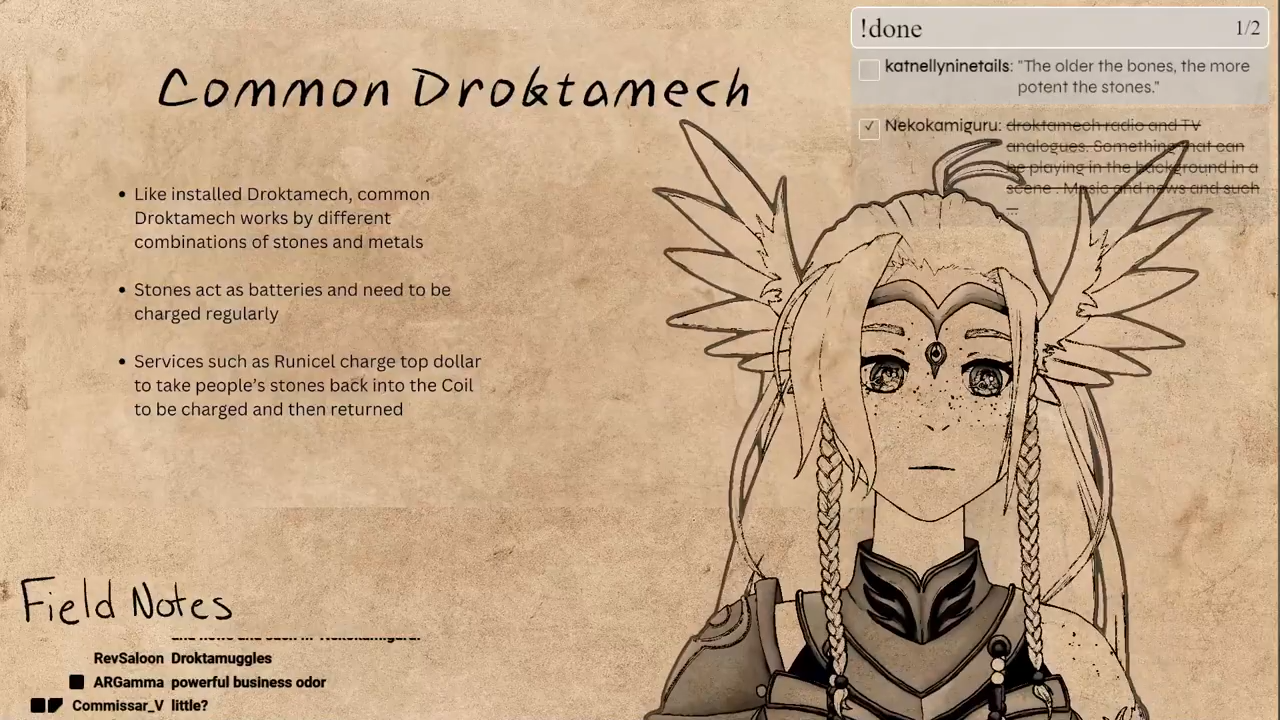 !done 1/2
katnellyninetails: "The older the bones, the more
potent the stones."
Nekokamiguru: droktamech radio and TV
analogues. Something that can
be playing in the background in a
scene . Music and news and such
...
Common Droktamech
• Like installed Droktamech, common
Droktamech works by different
combinations of stones and metals
• Stones act as batteries and need to be
charged regularly
• Services such as Runicel charge top dollar
to take people's stones back into the Coil
to be charged and then returned
Field Notes
RevSaloon Droktamuggles
ARGamma powerful business odor
Commissar_V little?